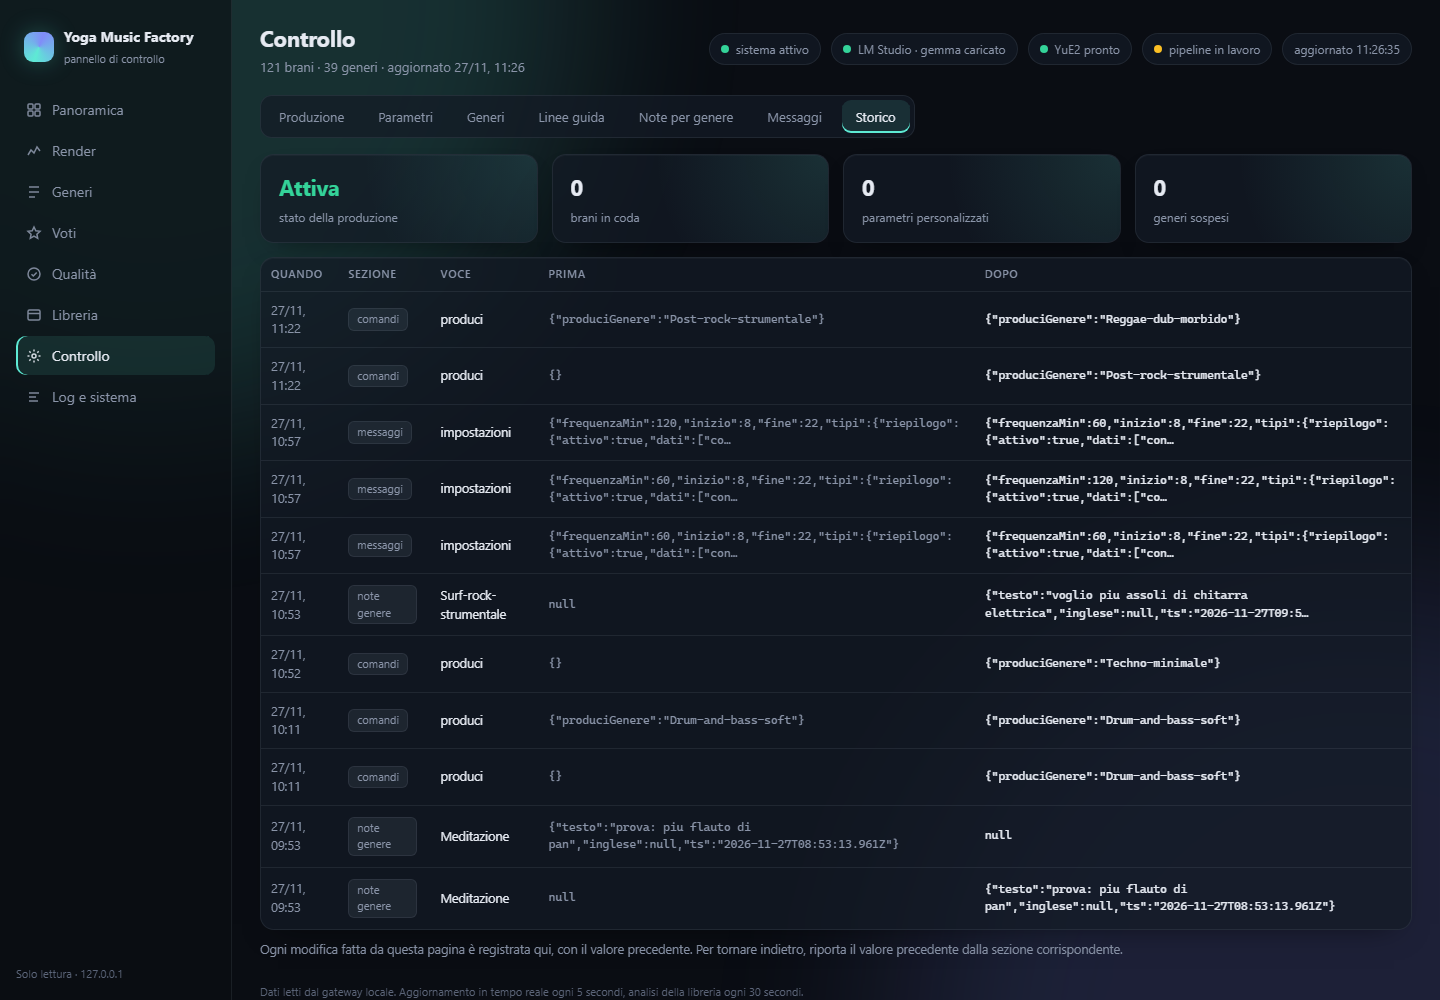 Yoga Music Factory
pannello di controllo
Panoramica
Render
Generi
Voti
Qualità
Libreria
Controllo
Log e sistema
Solo lettura · 127.0.0.1
Controllo
121 brani · 39 generi · aggiornato 27/11, 11:26
sistema attivo
LM Studio · gemma caricato
YuE2 pronto
pipeline in lavoro
aggiornato 11:26:35
Produzione
Parametri
Generi
Linee guida
Note per genere
Messaggi
Storico
Attiva
stato della produzione
0
brani in coda
0
parametri personalizzati
0
generi sospesi
QUANDO SEZIONE VOCE PRIMA DOPO
27/11,
11:22
comandi
produci
{"produciGenere":"Post-rock-strumentale"}
{"produciGenere":"Reggae-dub-morbido"}
27/11,
11:22
comandi
produci
{}
{"produciGenere":"Post-rock-strumentale"}
27/11,
10:57
messaggi
impostazioni
{"frequenzaMin":120,"inizio":8,"fine":22,"tipi":{"riepilogo":
{"attivo":true,"dati":["co…
{"frequenzaMin":60,"inizio":8,"fine":22,"tipi":{"riepilogo":
{"attivo":true,"dati":["con…
27/11,
10:57
messaggi
impostazioni
{"frequenzaMin":60,"inizio":8,"fine":22,"tipi":{"riepilogo":
{"attivo":true,"dati":["con…
{"frequenzaMin":120,"inizio":8,"fine":22,"tipi":{"riepilogo":
{"attivo":true,"dati":["co…
27/11,
10:57
messaggi
impostazioni
{"frequenzaMin":60,"inizio":8,"fine":22,"tipi":{"riepilogo":
{"attivo":true,"dati":["con…
{"frequenzaMin":60,"inizio":8,"fine":22,"tipi":{"riepilogo":
{"attivo":true,"dati":["con…
27/11,
10:53
note
genere
Surf-rock-
strumentale
null
{"testo":"voglio piu assoli di chitarra
elettrica","inglese":null,"ts":"2026-11-27T09:5…
27/11,
10:52
comandi
produci
{}
{"produciGenere":"Techno-minimale"}
27/11,
10:11
comandi
produci
{"produciGenere":"Drum-and-bass-soft"}
{"produciGenere":"Drum-and-bass-soft"}
27/11,
10:11
comandi
produci
{}
{"produciGenere":"Drum-and-bass-soft"}
27/11,
09:53
note
genere
Meditazione
{"testo":"prova: piu flauto di
pan","inglese":null,"ts":"2026-11-27T08:53:13.961Z"}
null
27/11,
09:53
note
genere
Meditazione
null
{"testo":"prova: piu flauto di
pan","inglese":null,"ts":"2026-11-27T08:53:13.961Z"}
Ogni modifica fatta da questa pagina è registrata qui, con il valore precedente. Per tornare indietro, riporta il valore precedente dalla sezione corrispondente.
Dati letti dal gateway locale. Aggiornamento in tempo reale ogni 5 secondi, analisi della libreria ogni 30 secondi.